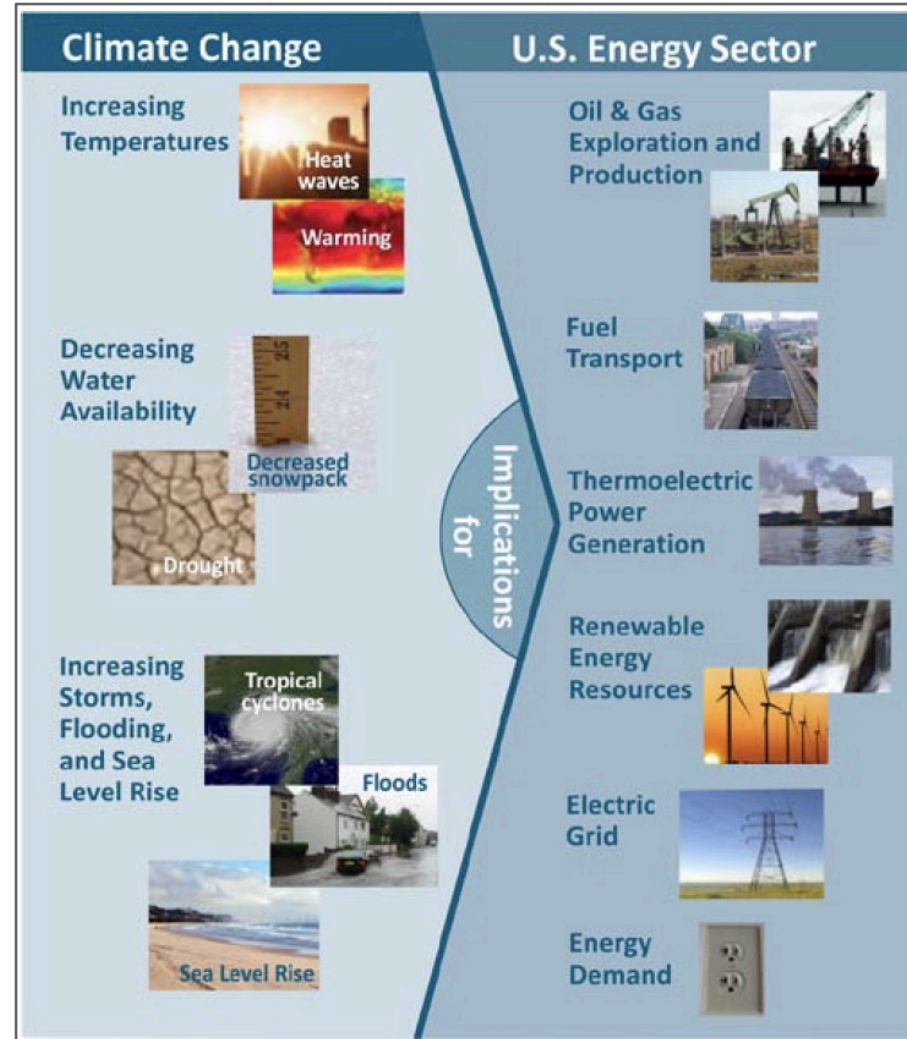 Climate Change
Increasing
Temperatures
Heat
waves
Warming
Decreasing
Water
Availability
25
24
Decreased
snowpack
Drought
Increasing
Storms,
Flooding,
and Sea
Level Rise
Tropical
cyclones
Floods
Sea Level Rise
Implications
for
U.S. Energy Sector
Oil & Gas
Exploration and
Production
Fuel
Transport
Thermoelectric
Power
Generation
Renewable
Energy
Resources
Electric
Grid
Energy
Demand